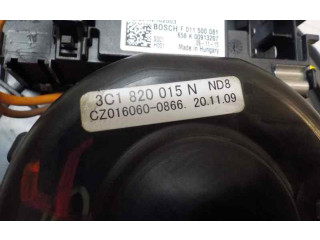 BOSCH F 011 500 081
Made in Hungary
3C1 820 015 N ND8
CZ016060-0866. 20.11.09